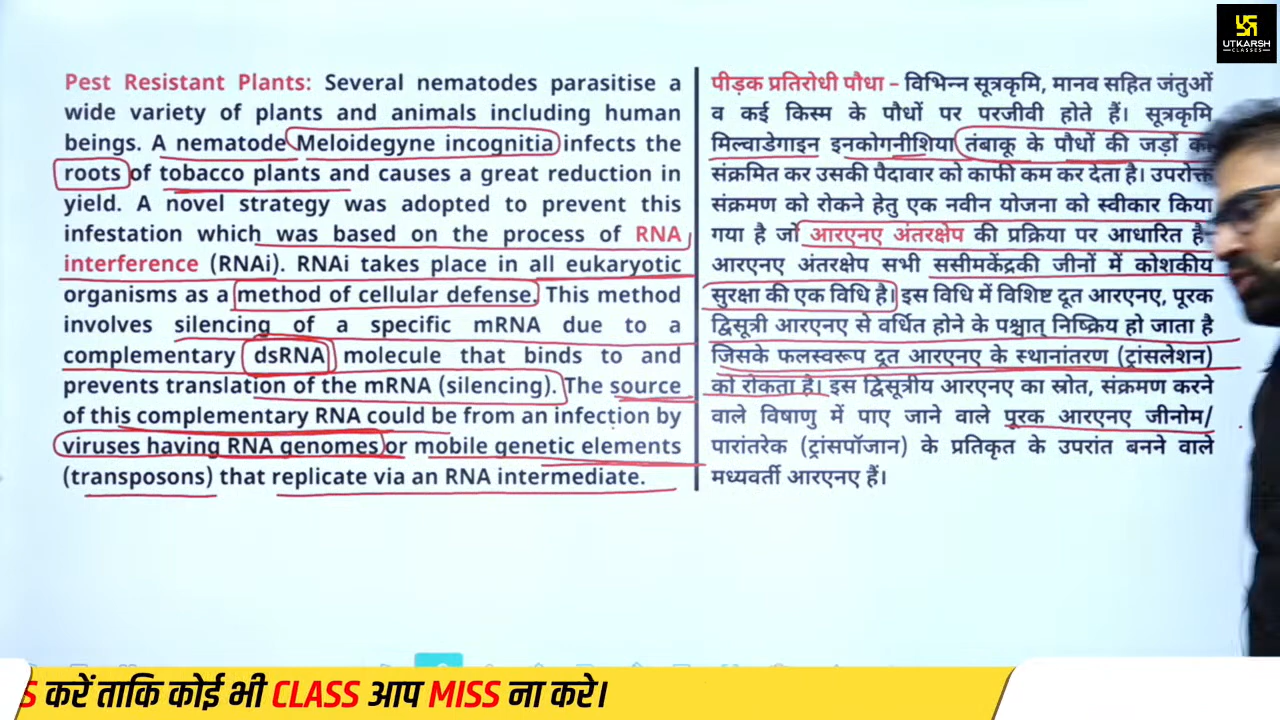 UTKARSH
CLASSES
Pest Resistant Plants: Several nematodes parasitise a
wide variety of plants and animals including human
beings. A nematode Meloidegyne incognitia infects the
roots of tobacco plants and causes a great reduction in
yield. A novel strategy was adopted to prevent this
infestation which was based on the process of RNA
interference (RNAi). RNAi takes place in all eukaryotic
organisms as a method of cellular defense. This method
involves silencing of a specific mRNA due to a
complementary dsRNA molecule that binds to and
prevents translation of the mRNA (silencing). The source
of this complementary RNA could be from an infection by
viruses having RNA genomes or mobile genetic elements
(transposons) that replicate via an RNA intermediate.
पीड़क प्रतिरोधी पौधा – विभिन्न सूत्रकृमि, मानव सहित जंतुओं
व कई किस्म के पौधों पर परजीवी होते हैं। सूत्रकृमि
मिल्वाडेगाइन इनकोगनीशिया तंबाकू के पौधों की जड़ों को
संक्रमित कर उसकी पैदावार को काफी कम कर देता है। उपरोक्त
संक्रमण को रोकने हेतु एक नवीन योजना को स्वीकार किया
गया है जो आरएनए अंतरक्षेप की प्रक्रिया पर आधारित है
आरएनए अंतरक्षेप सभी ससीमकेंद्रकी जीनों में कोशकीय
सुरक्षा की एक विधि है। इस विधि में विशिष्ट दूत आरएनए, पूरक
द्विसूत्री आरएनए से वर्धित होने के पश्चात् निष्क्रिय हो जाता है
जिसके फलस्वरूप दूत आरएनए के स्थानांतरण (ट्रांसलेशन)
को रोकता है। इस द्विसूत्रीय आरएनए का स्रोत, संक्रमण करने
वाले विषाणु में पाए जाने वाले पूरक आरएनए जीनोम/
पारांतरेक (ट्रांसपॉजान) के प्रतिकृत के उपरांत बनने वाले
मध्यवर्ती आरएनए हैं।
S करें ताकि कोई भी CLASS आप MISS ना करे।